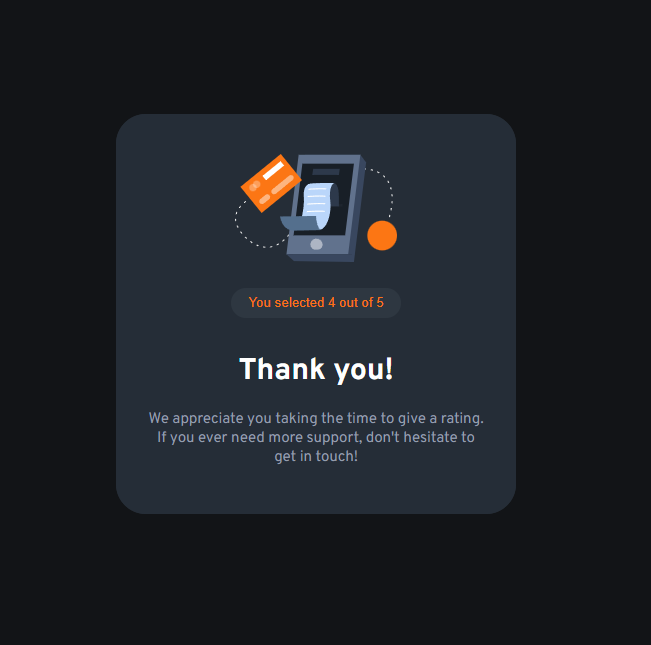 You selected 4 out of 5
Thank you!
We appreciate you taking the time to give a rating.
If you ever need more support, don't hesitate to
get in touch!